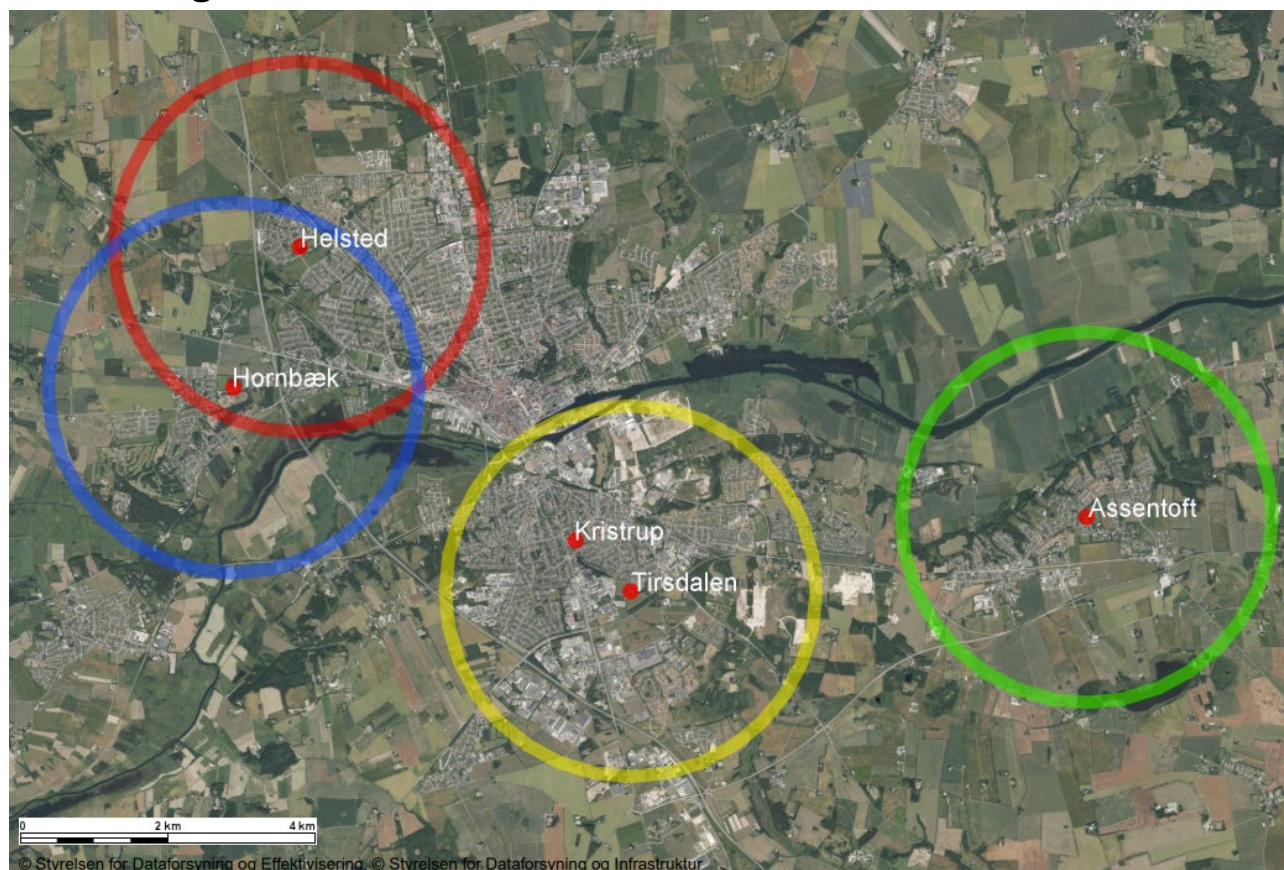 Helsted
Hornbæk
Assentoft
Kristrup
Tirsdalen
0 2 km 4 km
© Styrelsen for Dataforsyning og Effektivisering, © Styrelsen for Dataforsyning og Infrastruktur